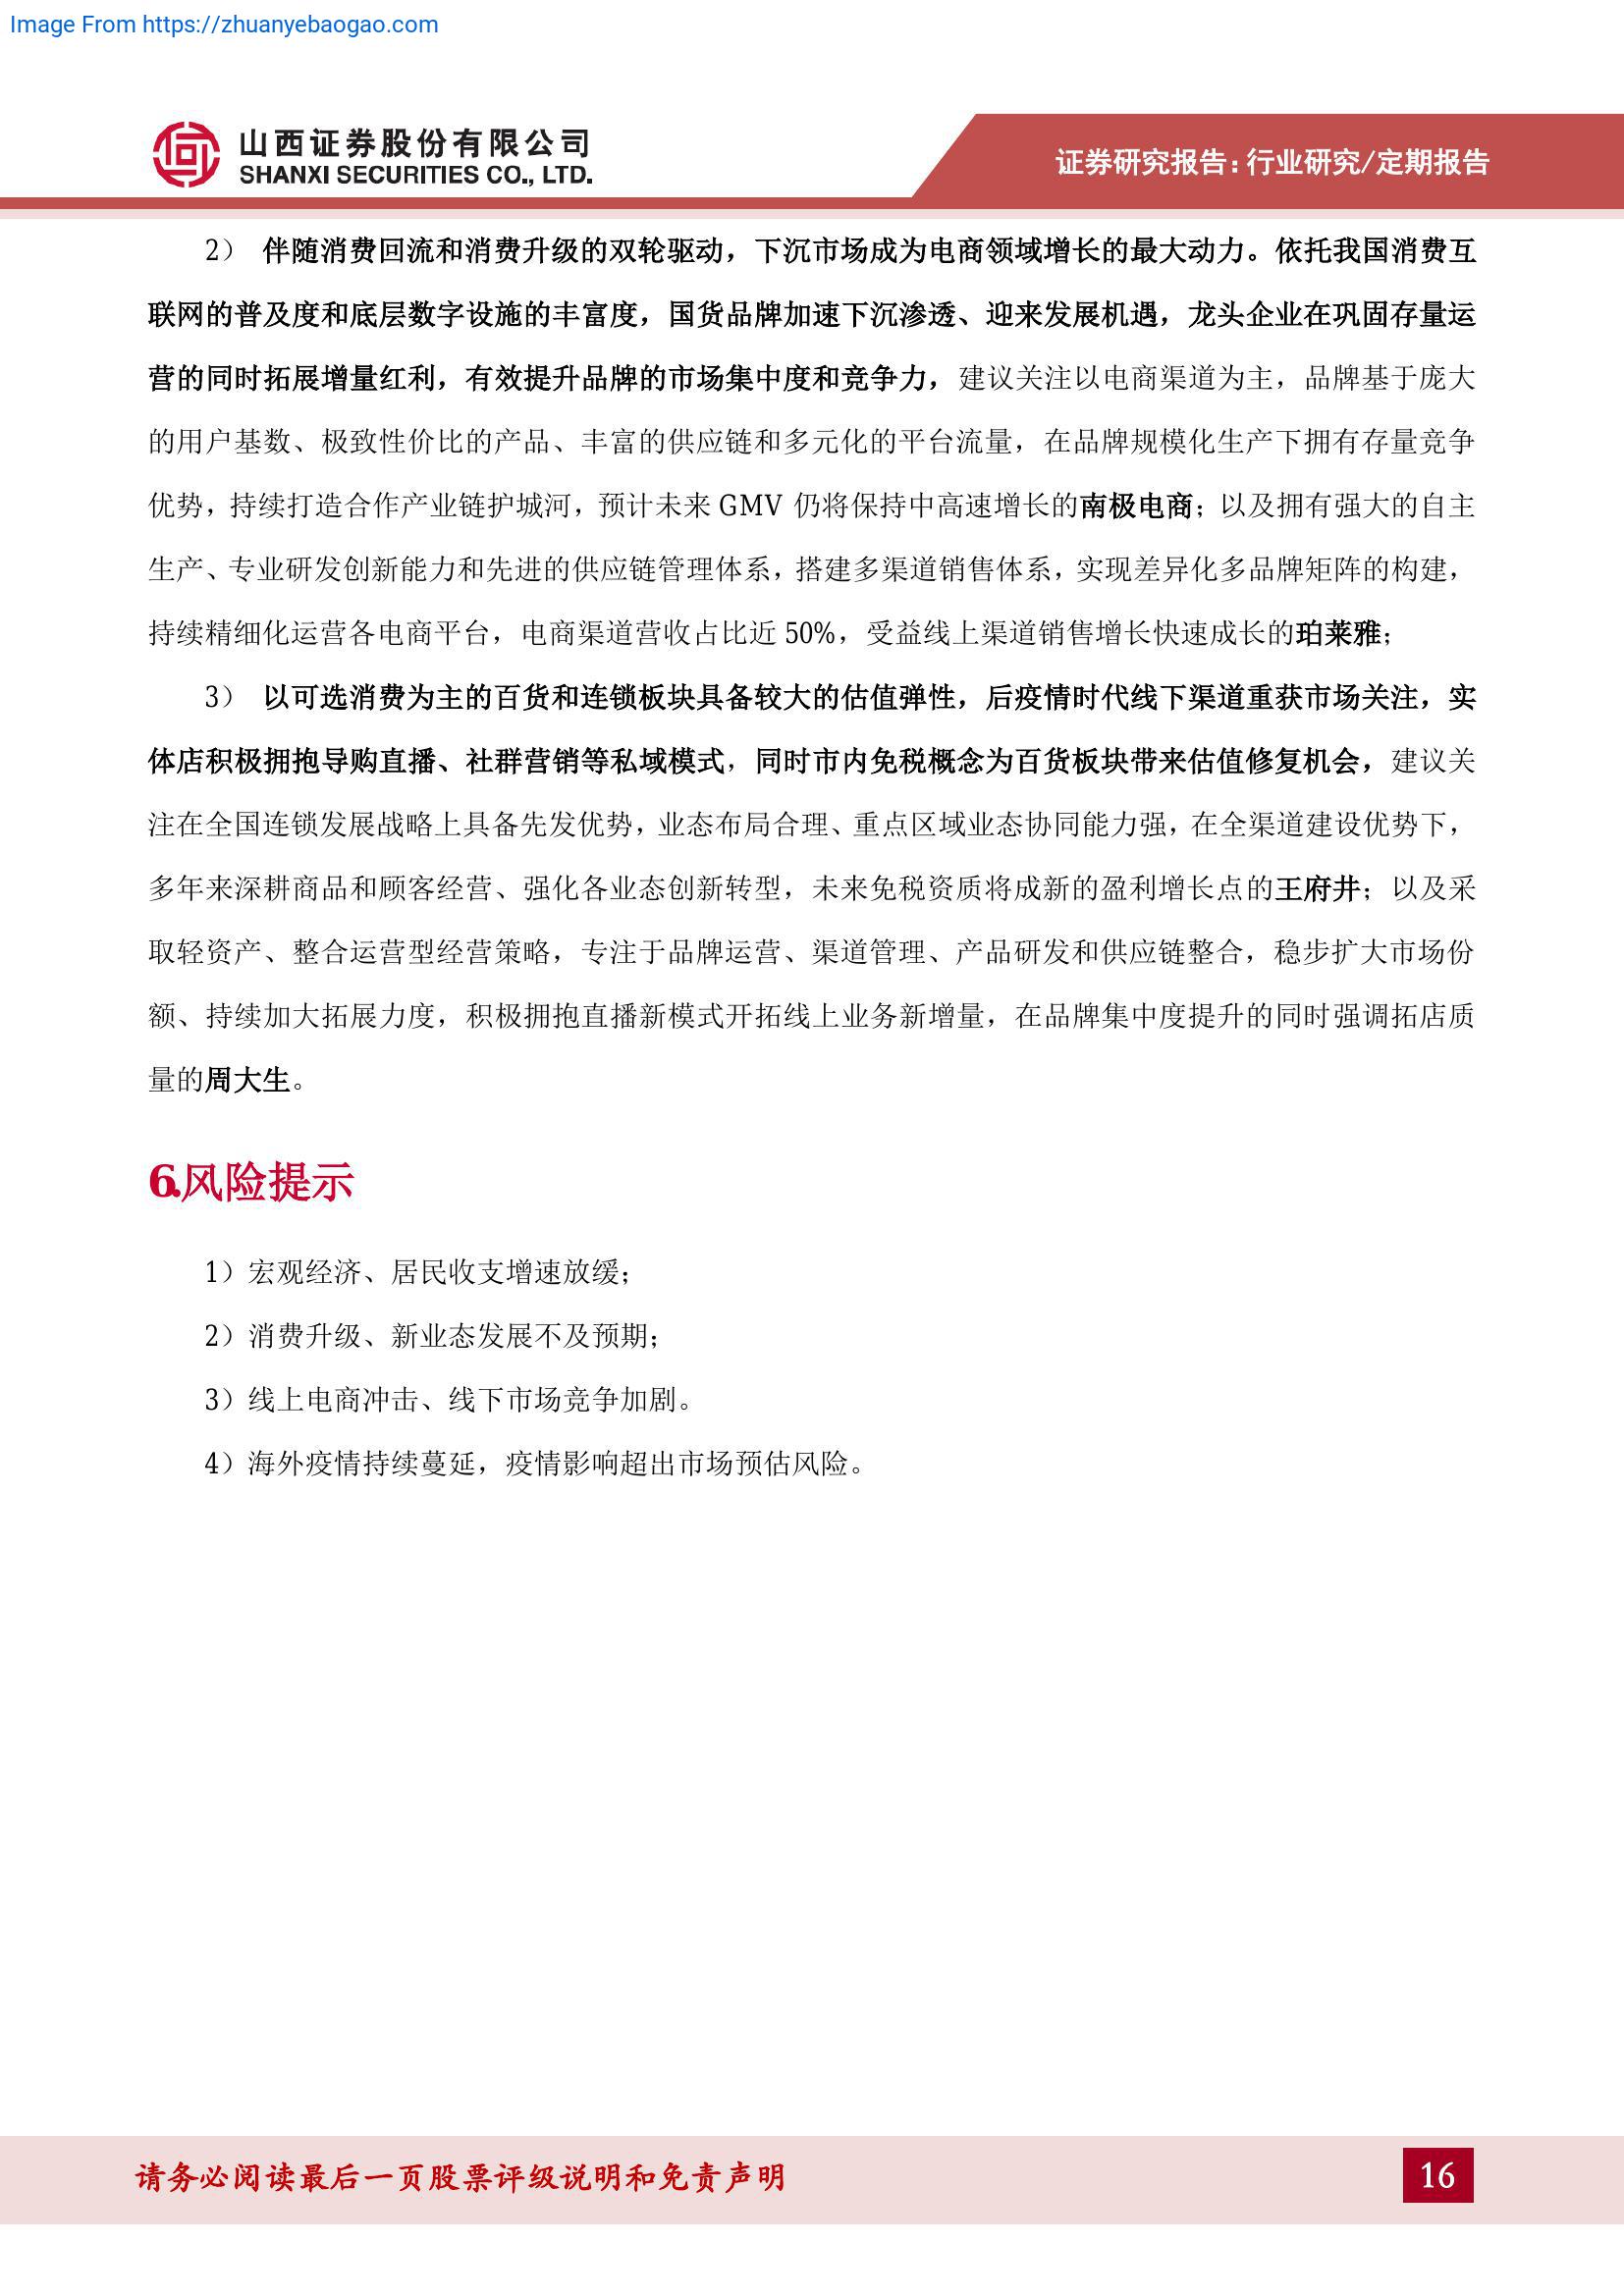 Image From https://zhuanyebaogao.com
山西证券股份有限公司
SHANXI SECURITIES CO., LTD.
证券研究报告：行业研究/定期报告
2） 伴随消费回流和消费升级的双轮驱动，下沉市场成为电商领域增长的最大动力。依托我国消费互
联网的普及度和底层数字设施的丰富度，国货品牌加速下沉渗透、迎来发展机遇，龙头企业在巩固存量运
营的同时拓展增量红利，有效提升品牌的市场集中度和竞争力，建议关注以电商渠道为主，品牌基于庞大
的用户基数、极致性价比的产品、丰富的供应链和多元化的平台流量，在品牌规模化生产下拥有存量竞争
优势，持续打造合作产业链护城河，预计未来 GMV 仍将保持中高速增长的南极电商；以及拥有强大的自主
生产、专业研发创新能力和先进的供应链管理体系，搭建多渠道销售体系，实现差异化多品牌矩阵的构建，
持续精细化运营各电商平台，电商渠道营收占比近 50%，受益线上渠道销售增长快速成长的珀莱雅；
3） 以可选消费为主的百货和连锁板块具备较大的估值弹性，后疫情时代线下渠道重获市场关注，实
体店积极拥抱导购直播、社群营销等私域模式，同时市内免税概念为百货板块带来估值修复机会，建议关
注在全国连锁发展战略上具备先发优势，业态布局合理、重点区域业态协同能力强，在全渠道建设优势下，
多年来深耕商品和顾客经营、强化各业态创新转型，未来免税资质将成新的盈利增长点的王府井；以及采
取轻资产、整合运营型经营策略，专注于品牌运营、渠道管理、产品研发和供应链整合，稳步扩大市场份
额、持续加大拓展力度，积极拥抱直播新模式开拓线上业务新增量，在品牌集中度提升的同时强调拓店质
量的周大生。
6.风险提示
1）宏观经济、居民收支增速放缓；
2）消费升级、新业态发展不及预期；
3）线上电商冲击、线下市场竞争加剧。
4）海外疫情持续蔓延，疫情影响超出市场预估风险。
请务必阅读最后一页股票评级说明和免责声明
16